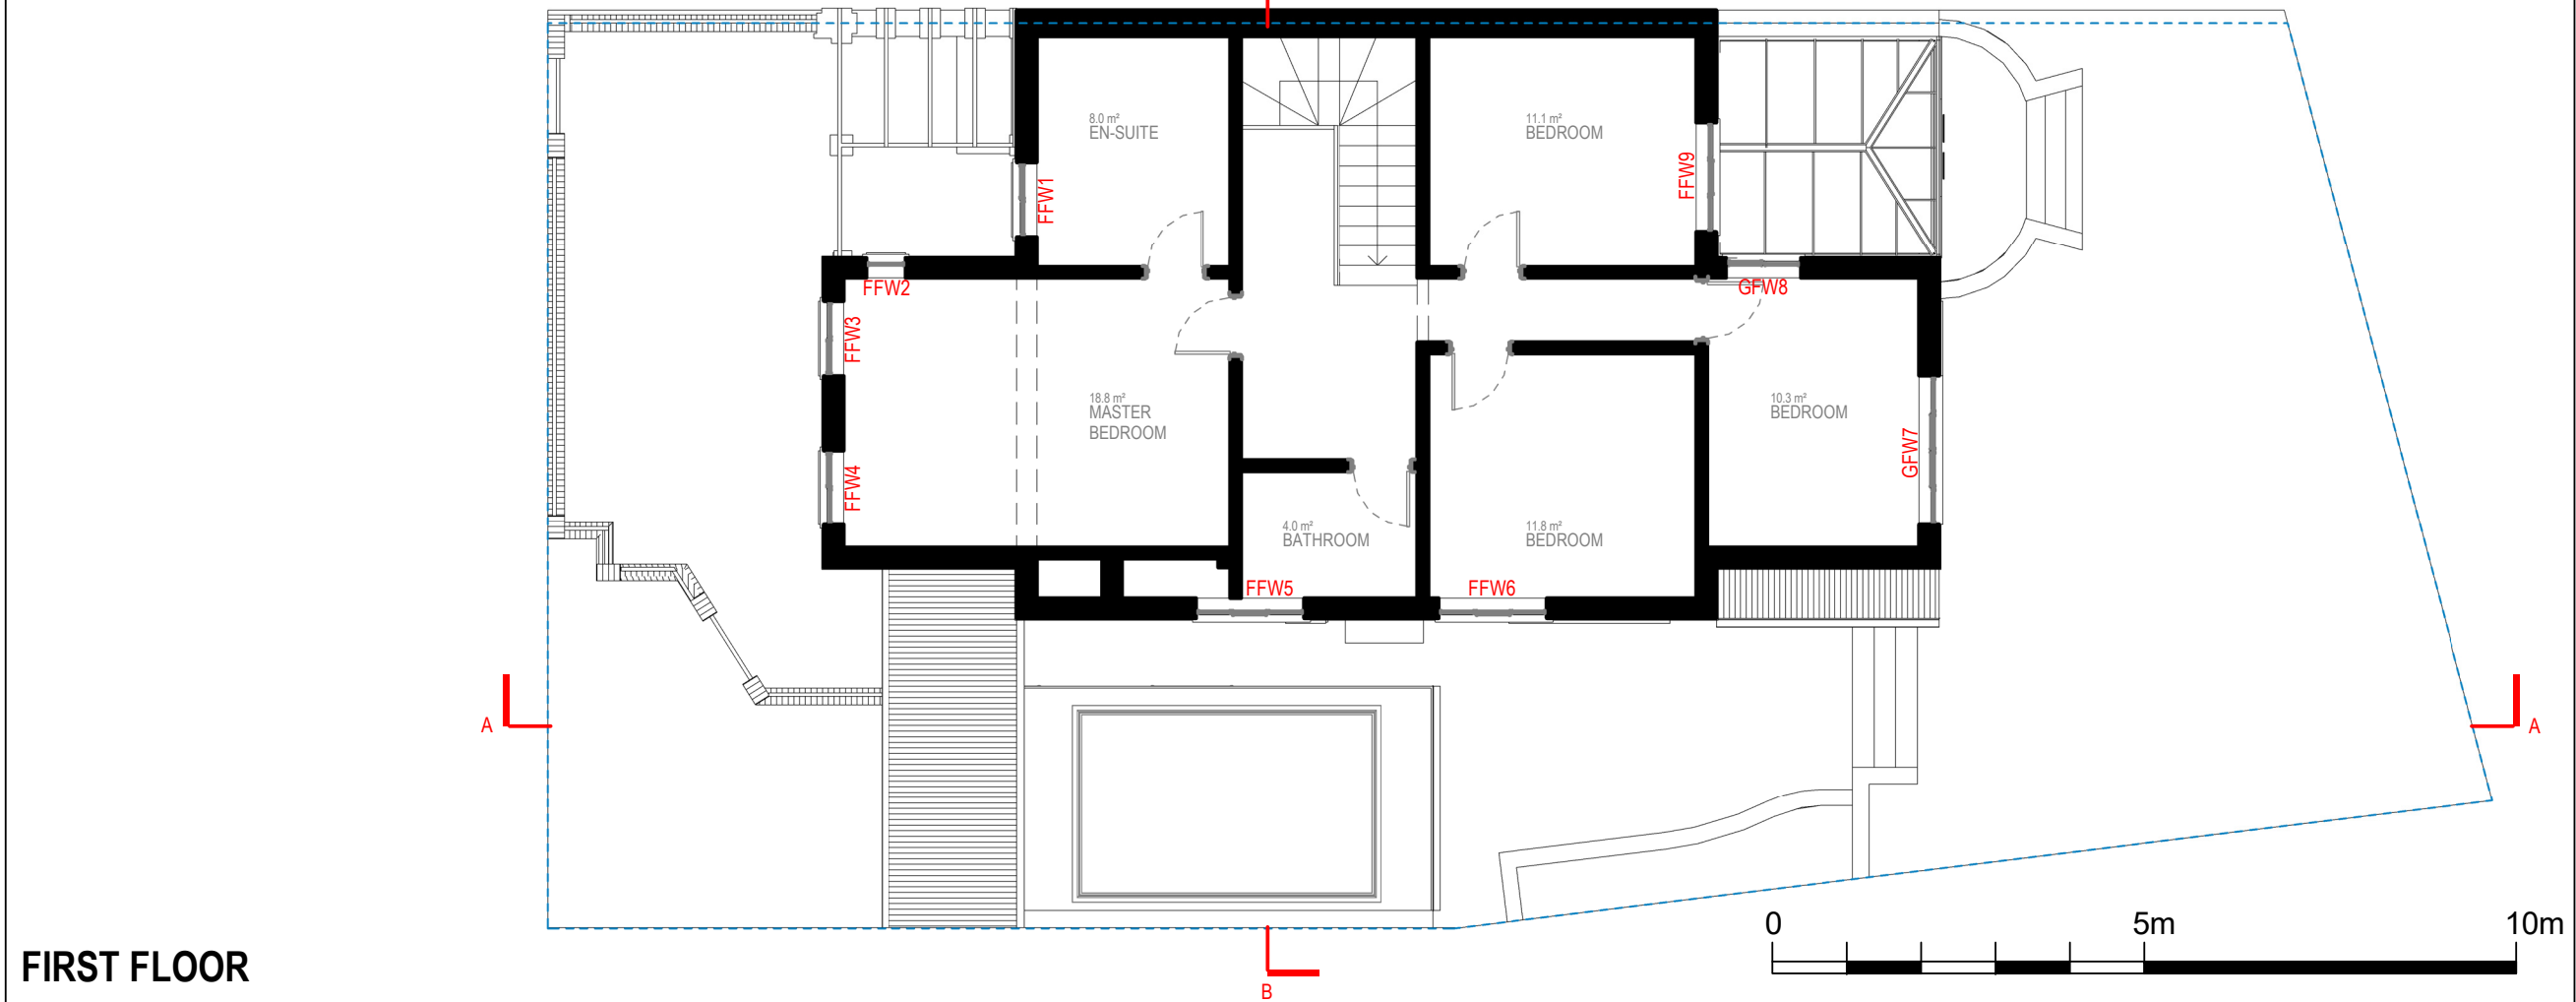 8.0 m²
EN-SUITE
11.1 m²
BEDROOM
FFW1
FFW9
FFW2
GFW8
FFW3
18.8 m²
MASTER
BEDROOM
10.3 m²
BEDROOM
FFW4
GFW7
4.0 m²
BATHROOM
11.8 m²
BEDROOM
FFW5
FFW6
A
A
0 5m 10m
FIRST FLOOR
B